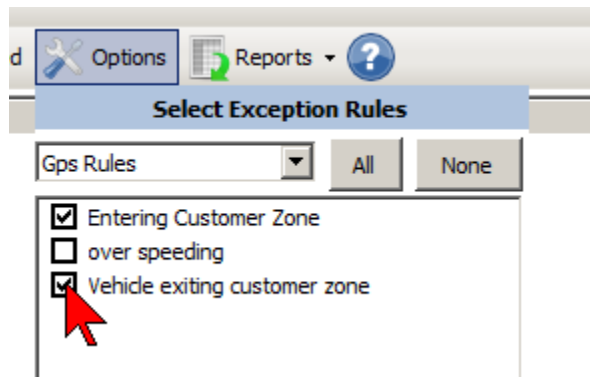 d Options Reports
Select Exception Rules
Gps Rules All None
Entering Customer Zone
over speeding
Vehicle exiting customer zone